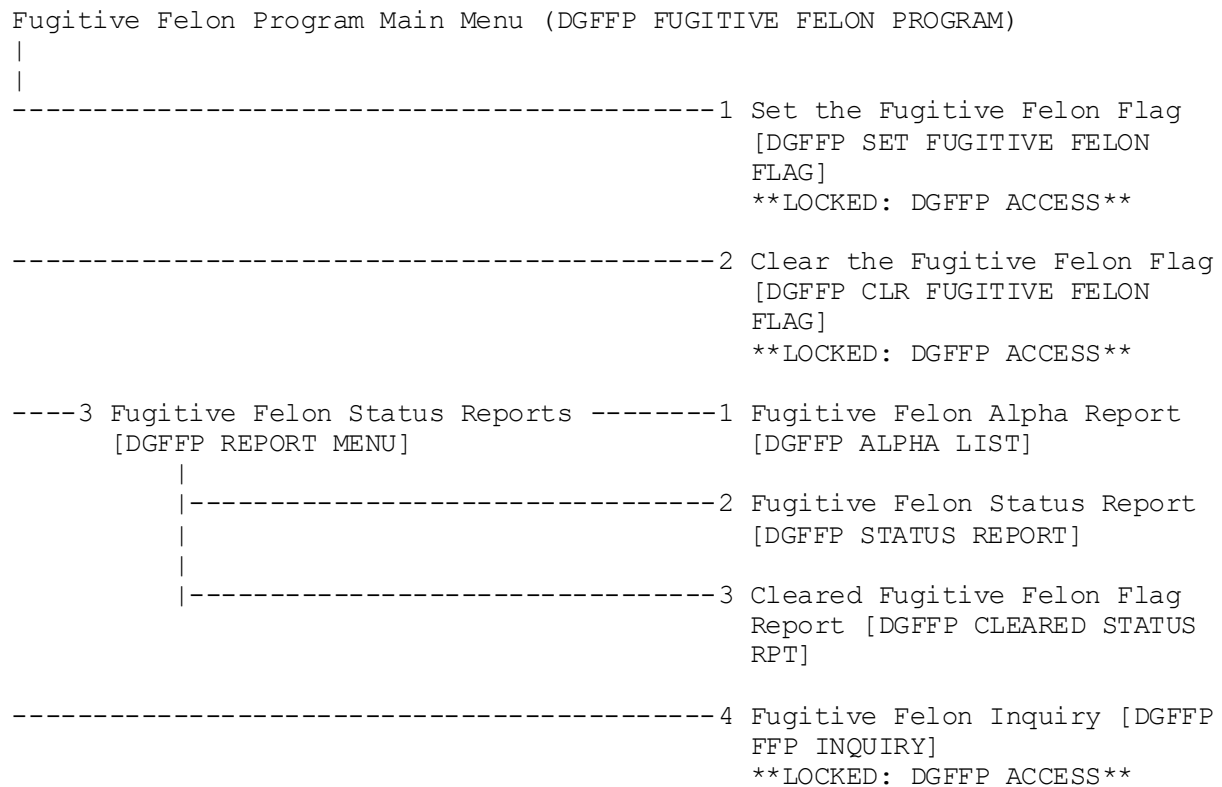 Fugitive Felon Program Main Menu (DGFFP FUGITIVE FELON PROGRAM)
|
|
-------------------------------------------1 Set the Fugitive Felon Flag
                                             [DGFFP SET FUGITIVE FELON
                                             FLAG]
                                             **LOCKED: DGFFP ACCESS**

-------------------------------------------2 Clear the Fugitive Felon Flag
                                             [DGFFP CLR FUGITIVE FELON
                                             FLAG]
                                             **LOCKED: DGFFP ACCESS**

----3 Fugitive Felon Status Reports --------1 Fugitive Felon Alpha Report
      [DGFFP REPORT MENU]                    [DGFFP ALPHA LIST]
          |
          |--------------------------------2 Fugitive Felon Status Report
          |                                  [DGFFP STATUS REPORT]
          |
          |--------------------------------3 Cleared Fugitive Felon Flag
                                             Report [DGFFP CLEARED STATUS
                                             RPT]

-------------------------------------------4 Fugitive Felon Inquiry [DGFFP
                                             FFP INQUIRY]
                                             **LOCKED: DGFFP ACCESS**